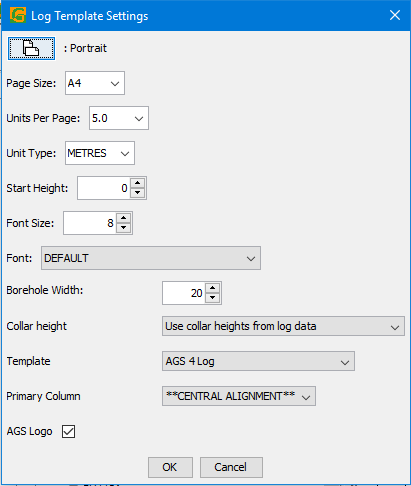 Log Template Settings
: Portrait
Page Size: A4
Units Per Page: 5.0
Unit Type: METRES
Start Height: 0
Font Size: 8
Font: DEFAULT
Borehole Width: 20
Collar height Use collar heights from log data
Template AGS 4 Log
Primary Column **CENTRAL ALIGNMENT**
AGS Logo
OK Cancel